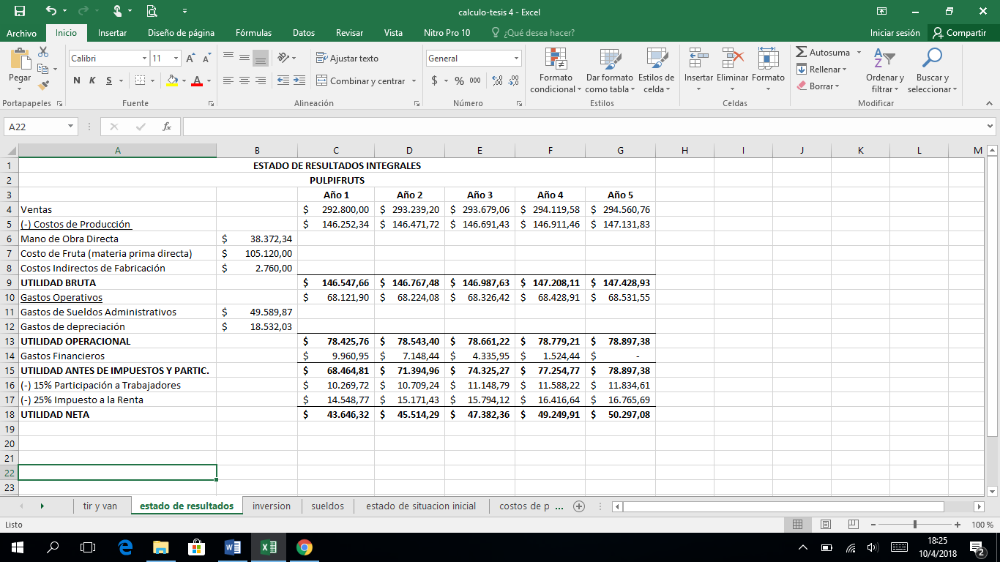 calculo-tesis 4 - Excel
Archivo Inicio Insertar Diseño de página Fórmulas Datos Revisar Vista Nitro Pro 10 ¿Qué desea hacer? Iniciar sesión Compartir
Pegar
Calibri 11
N K S A A A
Ajustar texto
Combinar y centrar
General
$ % 000
Formato condicional
Dar formato como tabla
Estilos de celda
Insertar Eliminar Formato
Autosuma
Rellenar
Borrar
Ordenar y filtrar
Buscar y seleccionar
Portapapeles Fuente Alineación Número Estilos Celdas Modificar
A22 fx
A B C D E F G H I J K L M
1 ESTADO DE RESULTADOS INTEGRALES
2 PULPIFRUTS
3 Año 1 Año 2 Año 3 Año 4 Año 5
4 Ventas $ 292.800,00 $ 293.239,20 $ 293.679,06 $ 294.119,58 $ 294.560,76
5 (-) Costos de Producción $ 146.252,34 $ 146.471,72 $ 146.691,43 $ 146.911,46 $ 147.131,83
6 Mano de Obra Directa $ 38.372,34
7 Costo de Fruta (materia prima directa) $ 105.120,00
8 Costos Indirectos de Fabricación $ 2.760,00
9 UTILIDAD BRUTA $ 146.547,66 $ 146.767,48 $ 146.987,63 $ 147.208,11 $ 147.428,93
10 Gastos Operativos $ 68.121,90 $ 68.224,08 $ 68.326,42 $ 68.428,91 $ 68.531,55
11 Gastos de Sueldos Administrativos $ 49.589,87
12 Gastos de depreciación $ 18.532,03
13 UTILIDAD OPERACIONAL $ 78.425,76 $ 78.543,40 $ 78.661,22 $ 78.779,21 $ 78.897,38
14 Gastos Financieros $ 9.960,95 $ 7.148,44 $ 4.335,95 $ 1.524,44 $ -
15 UTILIDAD ANTES DE IMPUESTOS Y PARTIC. $ 68.464,81 $ 71.394,96 $ 74.325,27 $ 77.254,77 $ 78.897,38
16 (-) 15% Participación a Trabajadores $ 10.269,72 $ 10.709,24 $ 11.148,79 $ 11.588,22 $ 11.834,61
17 (-) 25% Impuesto a la Renta $ 14.548,77 $ 15.171,43 $ 15.794,12 $ 16.416,64 $ 16.765,69
18 UTILIDAD NETA $ 43.646,32 $ 45.514,29 $ 47.382,36 $ 49.249,91 $ 50.297,08
19
20
21
22
23
tir y van estado de resultados inversion sueldos estado de situacion inicial costos de p ...
Listo 100 %
18:25
10/4/2018 2